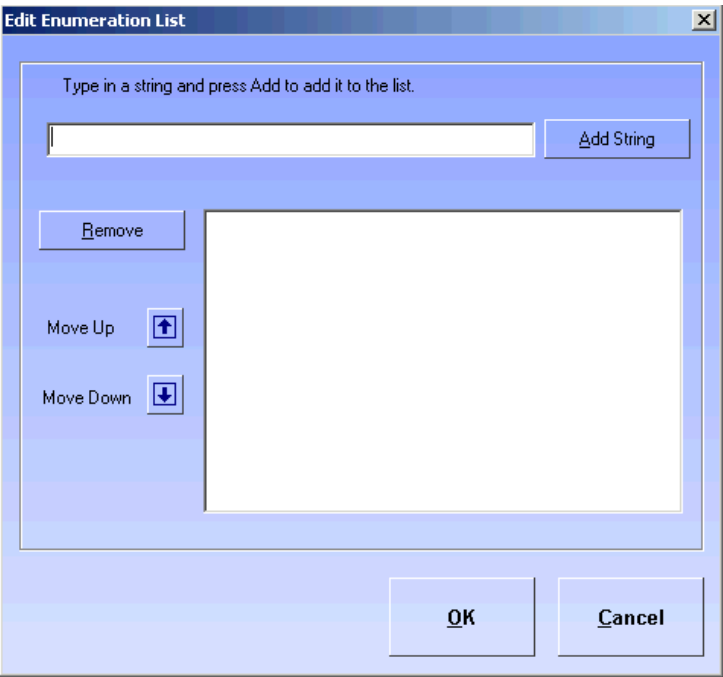 Edit Enumeration List
Type in a string and press Add to add it to the list.
Add String
Remove
Move Up
Move Down
OK
Cancel